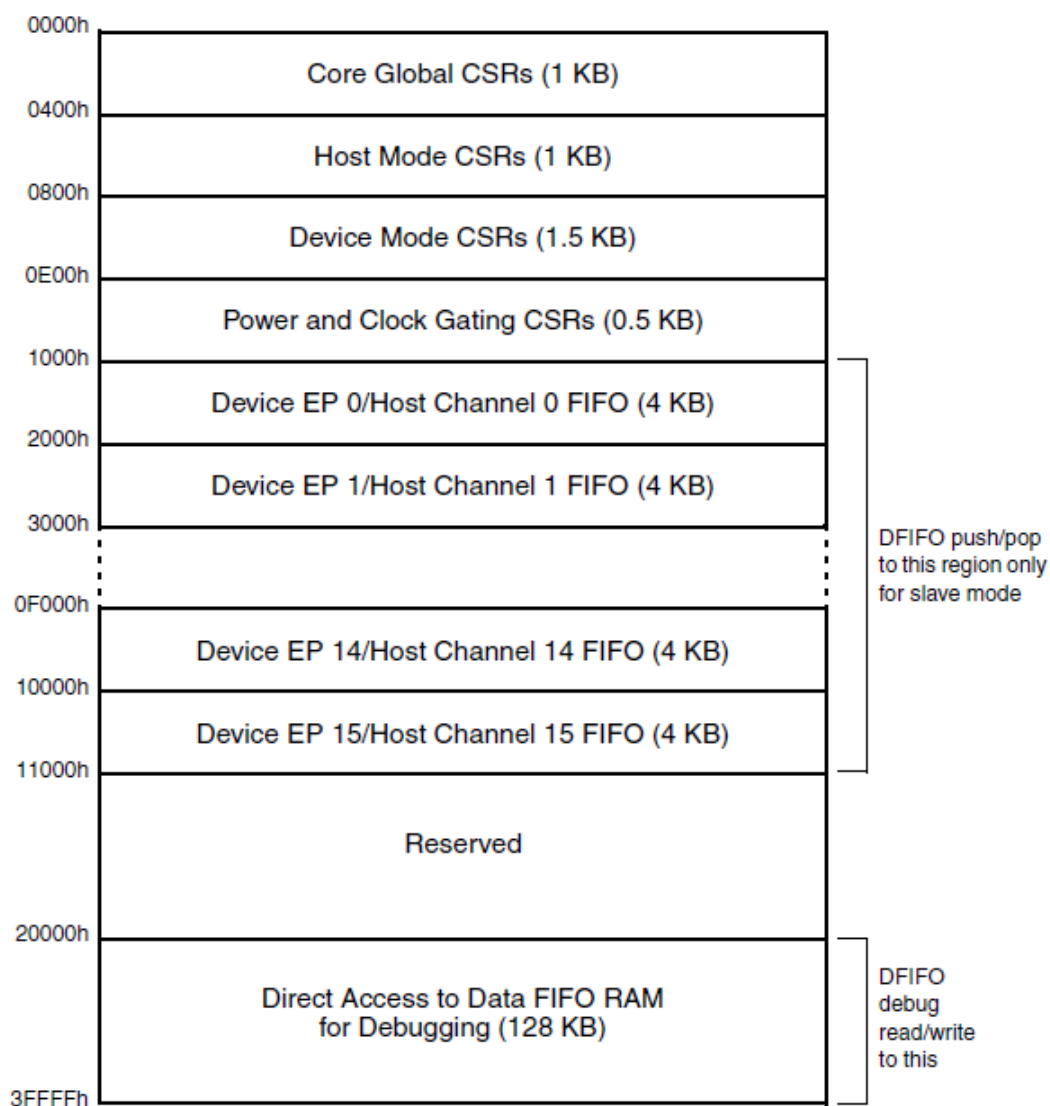 0000h
Core Global CSRs (1 KB)
0400h
Host Mode CSRs (1 KB)
0800h
Device Mode CSRs (1.5 KB)
0E00h
Power and Clock Gating CSRs (0.5 KB)
1000h
Device EP 0/Host Channel 0 FIFO (4 KB)
2000h
Device EP 1/Host Channel 1 FIFO (4 KB)
3000h
DFIFO push/pop
to this region only
for slave mode
0F000h
Device EP 14/Host Channel 14 FIFO (4 KB)
10000h
Device EP 15/Host Channel 15 FIFO (4 KB)
11000h
Reserved
20000h
Direct Access to Data FIFO RAM
for Debugging (128 KB)
DFIFO
debug
read/write
to this
3FFFFh